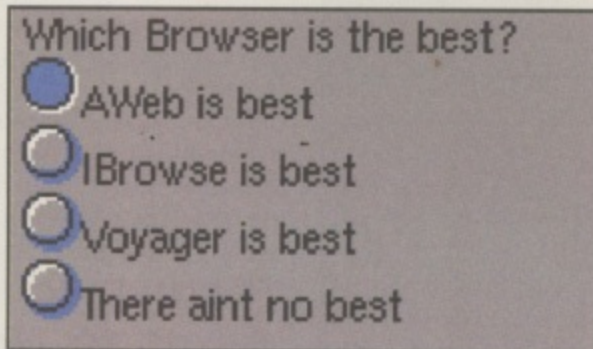 Which Browser is the best?
AWeb is best
IBrowse is best
Voyager is best
There aint no best